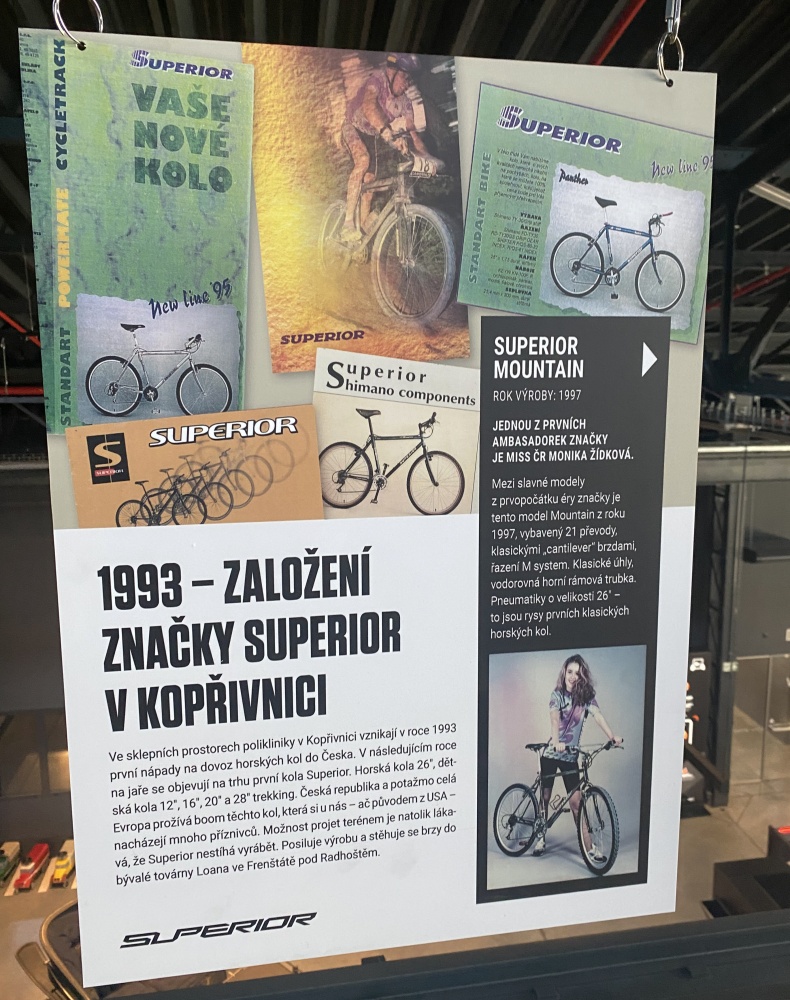 SUPERIOR
VAŠE
NOVÉ
KOLO
STANDART POWERMATE CYCLETRACK
New line '95
SUPERIOR
18
SUPERIOR
New line '95
Panther
STANDART BIKE
VÝBAVA
ŘAZENÍ
RÁFEK
NÁBOJE
SEDLOVKA
S
SUPERIOR
SUPERIOR
Superior
Shimano components
SUPERIOR
MOUNTAIN
ROK VÝROBY: 1997
JEDNOU Z PRVNÍCH
AMBASADOREK ZNAČKY
JE MISS ČR MONIKA ŽÍDKOVÁ.
Mezi slavné modely
z prvopočátku éry značky je
tento model Mountain z roku
1997, vybavený 21 převody,
klasickými „cantilever“ brzdami,
řazení M system. Klasické úhly,
vodorovná horní rámová trubka.
Pneumatiky o velikosti 26" –
to jsou rysy prvních klasických
horských kol.
1993 – ZALOŽENÍ
ZNAČKY SUPERIOR
V KOPŘIVNICI
Ve sklepních prostorech polikliniky v Kopřivnici vznikají v roce 1993
první nápady na dovoz horských kol do Česka. V následujícím roce
na jaře se objevují na trhu první kola Superior. Horská kola 26", dět-
ská kola 12", 16", 20" a 28" trekking. Česká republika a potažmo celá
Evropa prožívá boom těchto kol, která si u nás – ač původem z USA –
nacházejí mnoho příznivců. Možnost projet terénem je natolik láka-
vá, že Superior nestíhá vyrábět. Posiluje výrobu a stěhuje se brzy do
bývalé továrny Loana ve Frenštátě pod Radhoštěm.
SUPERIOR